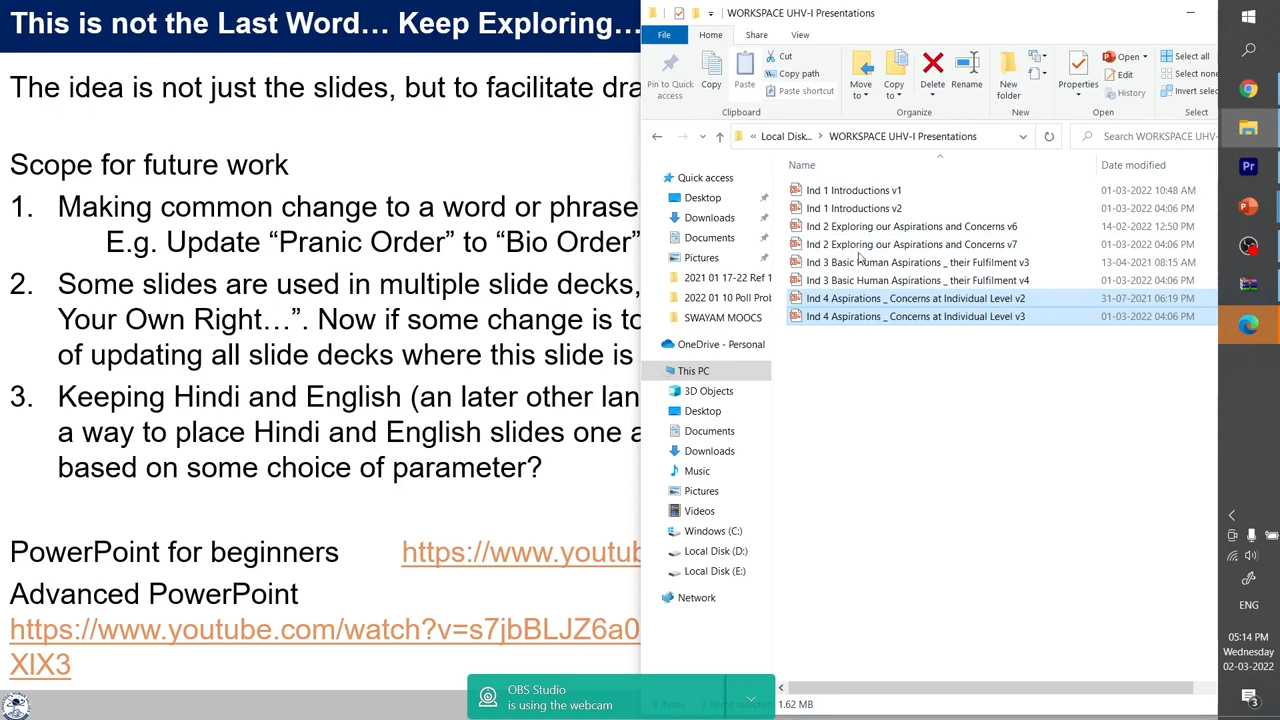 This is not the Last Word… Keep Exploring…
The idea is not just the slides, but to facilitate dra
Scope for future work
1. Making common change to a word or phrase
E.g. Update “Pranic Order” to “Bio Order”
2. Some slides are used in multiple slide decks,
Your Own Right…”. Now if some change is to
of updating all slide decks where this slide is
3. Keeping Hindi and English (an later other lan
a way to place Hindi and English slides one a
based on some choice of parameter?
PowerPoint for beginners https://www.youtub
Advanced PowerPoint
https://www.youtube.com/watch?v=s7jbBLJZ6a0
XIX3
WORKSPACE UHV-I Presentations
File Home Share View
Pin to Quick access
Copy
Paste
Cut
Copy path
Paste shortcut
Clipboard
Move to
Copy to
Delete
Rename
Organize
New folder
New
Properties
Open
Edit
History
Open
Select all
Select none
Invert selec
« Local Disk... WORKSPACE UHV-I Presentations
Search WORKSPACE UHV-
Quick access
Desktop
Downloads
Documents
Pictures
2021 01 17-22 Ref 1
2022 01 10 Poll Prob
SWAYAM MOOCS
OneDrive - Personal
This PC
3D Objects
Desktop
Documents
Downloads
Music
Pictures
Videos
Windows (C:)
Local Disk (D:)
Local Disk (E:)
Network
Name Date modified
Ind 1 Introductions v1 01-03-2022 10:48 AM
Ind 1 Introductions v2 01-03-2022 04:06 PM
Ind 2 Exploring our Aspirations and Concerns v6 14-02-2022 12:50 PM
Ind 2 Exploring our Aspirations and Concerns v7 01-03-2022 04:06 PM
Ind 3 Basic Human Aspirations _ their Fulfilment v3 13-04-2021 08:15 AM
Ind 3 Basic Human Aspirations _ their Fulfilment v4 01-03-2022 04:06 PM
Ind 4 Aspirations _ Concerns at Individual Level v2 31-07-2021 06:19 PM
Ind 4 Aspirations _ Concerns at Individual Level v3 01-03-2022 04:06 PM
8 items 2 items selected 1.62 MB
OBS Studio
is using the webcam
Pr
ENG
05:14 PM
Wednesday
02-03-2022
3